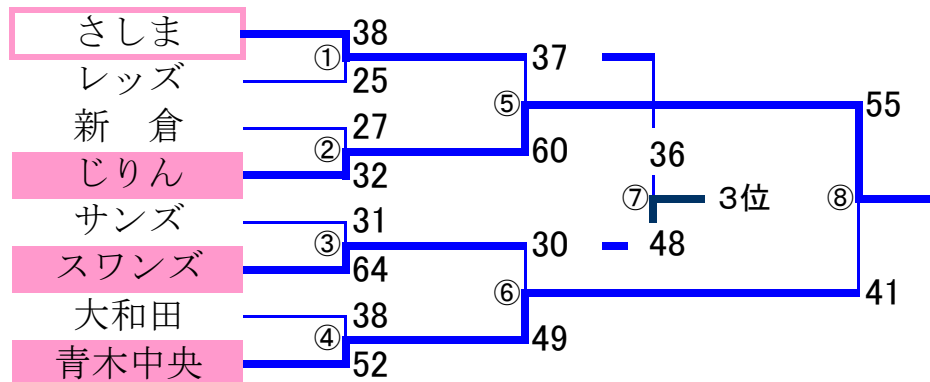 さしま 38
① 37
レッズ 25
⑤ 55
新　倉 27
② 60 36
じりん 32
⑦ 3位 ⑧
サンズ 31
③ 30 48
スワンズ 64
⑥ 41
大和田 38
④ 49
青木中央 52